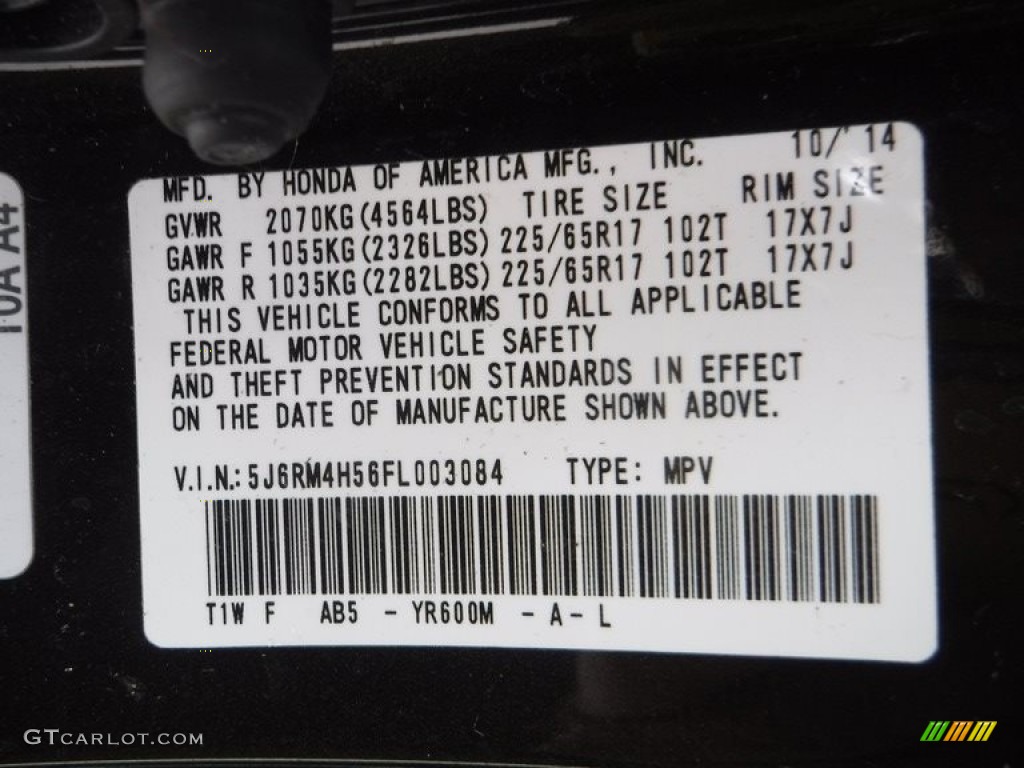 MFD. BY HONDA OF AMERICA MFG., INC. 10/'14
GVWR 2070KG(4564LBS) TIRE SIZE RIM SIZE
GAWR F 1055KG(2326LBS) 225/65R17 102T 17X7J
GAWR R 1035KG(2282LBS) 225/65R17 102T 17X7J
THIS VEHICLE CONFORMS TO ALL APPLICABLE
FEDERAL MOTOR VEHICLE SAFETY
AND THEFT PREVENTION STANDARDS IN EFFECT
ON THE DATE OF MANUFACTURE SHOWN ABOVE.
V.I.N.:5J6RM4H56FL003084 TYPE: MPV
T1W F AB5 - YR600M - A - L
10A A4
GTCARLOT.COM